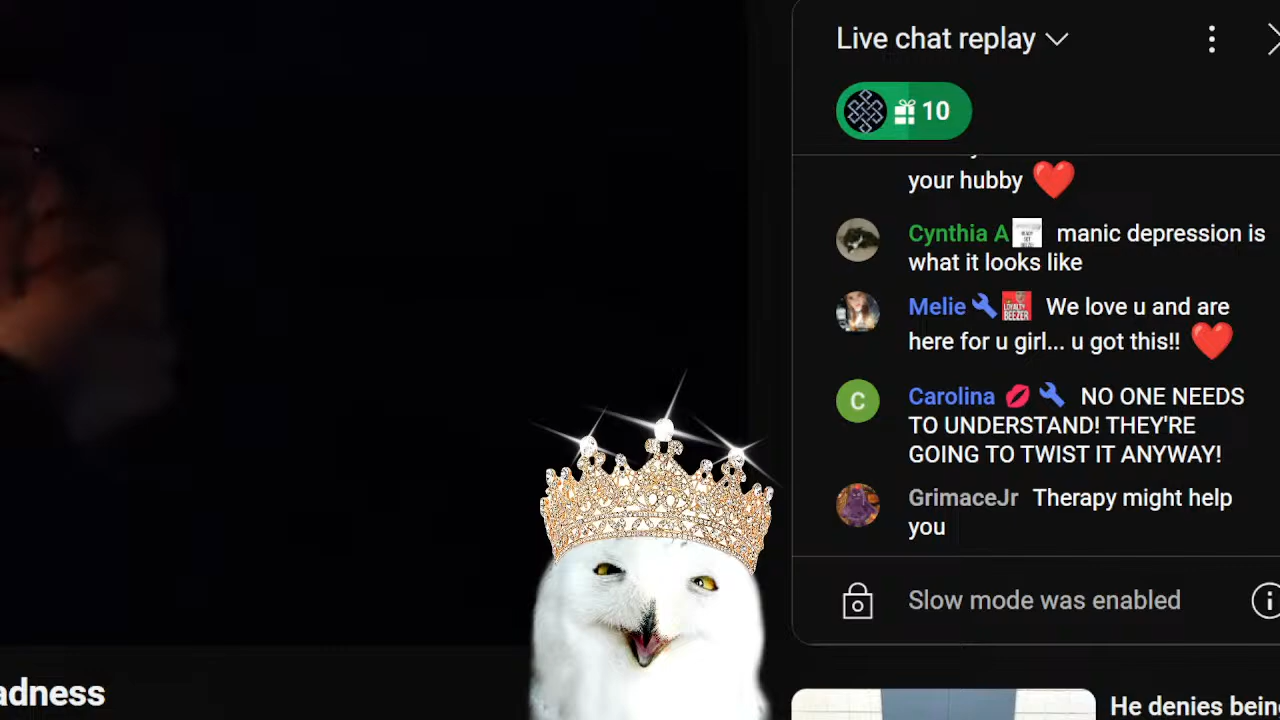 Live chat replay
10
your hubby
Cynthia A manic depression is
what it looks like
Melie We love u and are
here for u girl... u got this!!
C
Carolina NO ONE NEEDS
TO UNDERSTAND! THEY'RE
GOING TO TWIST IT ANYWAY!
GrimaceJr Therapy might help
you
Slow mode was enabled
adness
He denies being